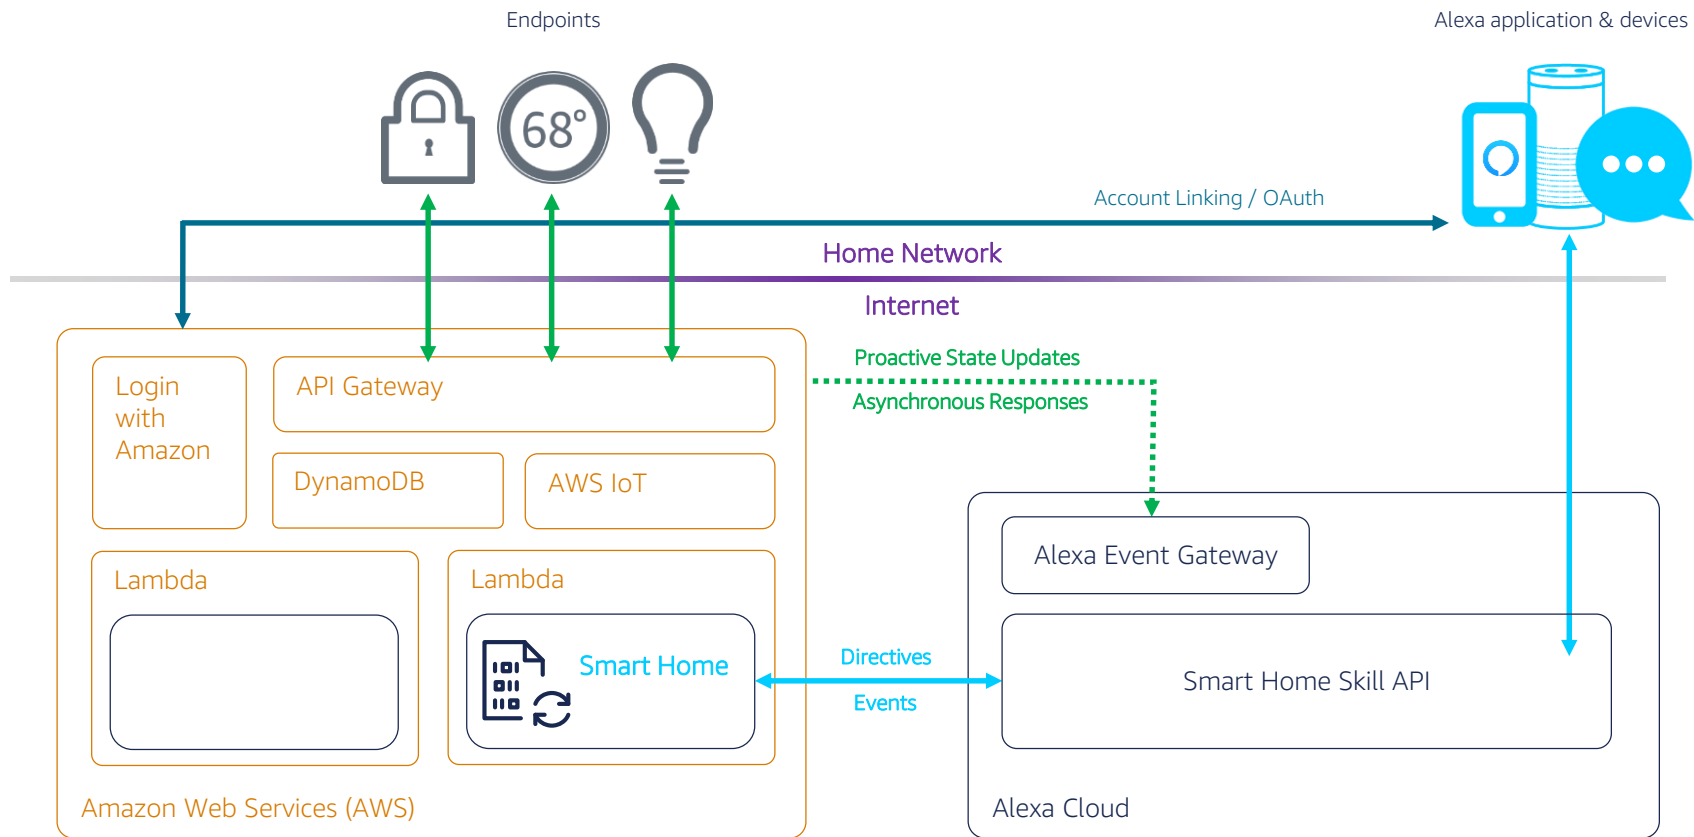 Endpoints
Alexa application & devices
68°
Account Linking / OAuth
Home Network
Internet
Login
with
Amazon
API Gateway
Proactive State Updates
Asynchronous Responses
DynamoDB
AWS IoT
Alexa Event Gateway
Lambda
Lambda
Smart Home
Directives
Events
Smart Home Skill API
Amazon Web Services (AWS)
Alexa Cloud